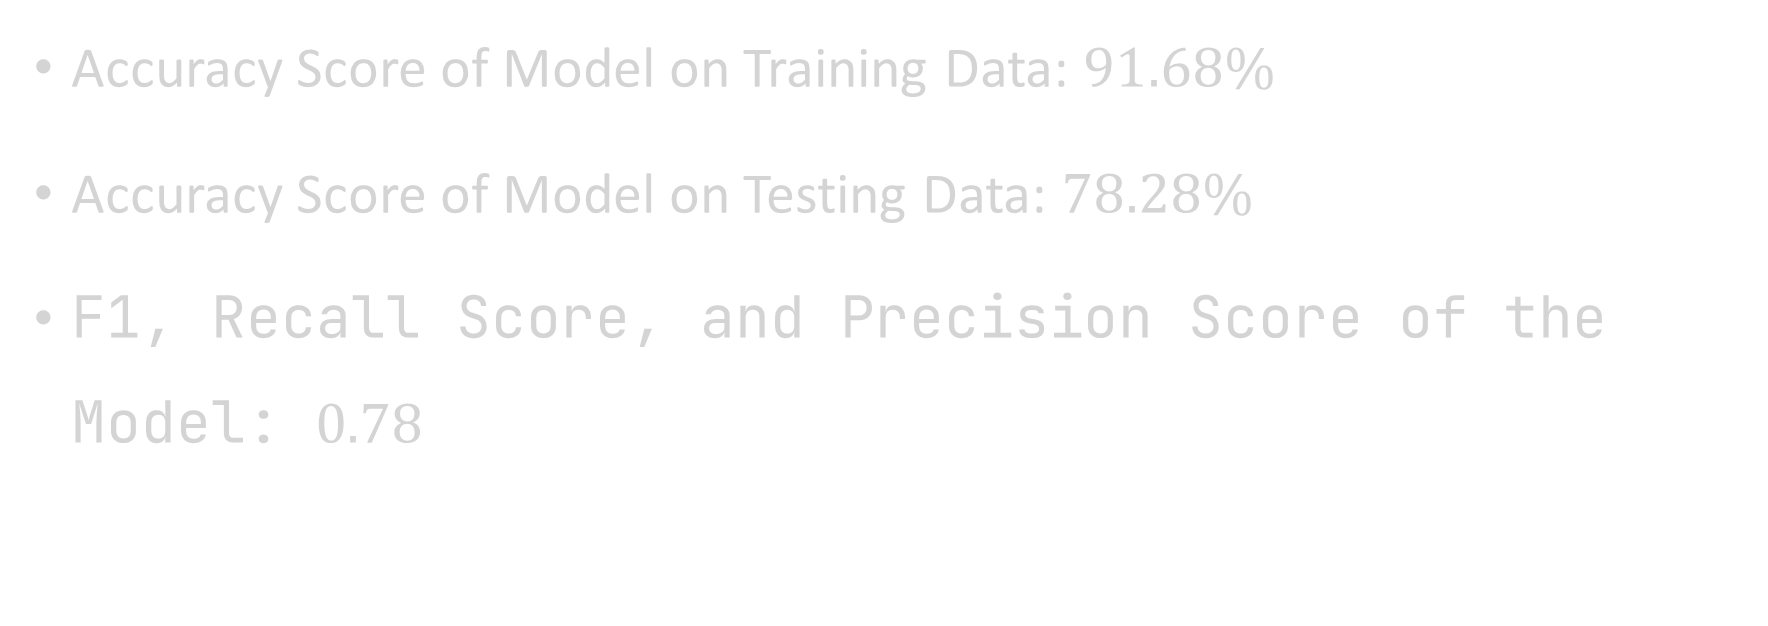 • Accuracy Score of Model on Training Data: 91.68%
• Accuracy Score of Model on Testing Data: 78.28%
• F1, Recall Score, and Precision Score of the
Model: 0.78